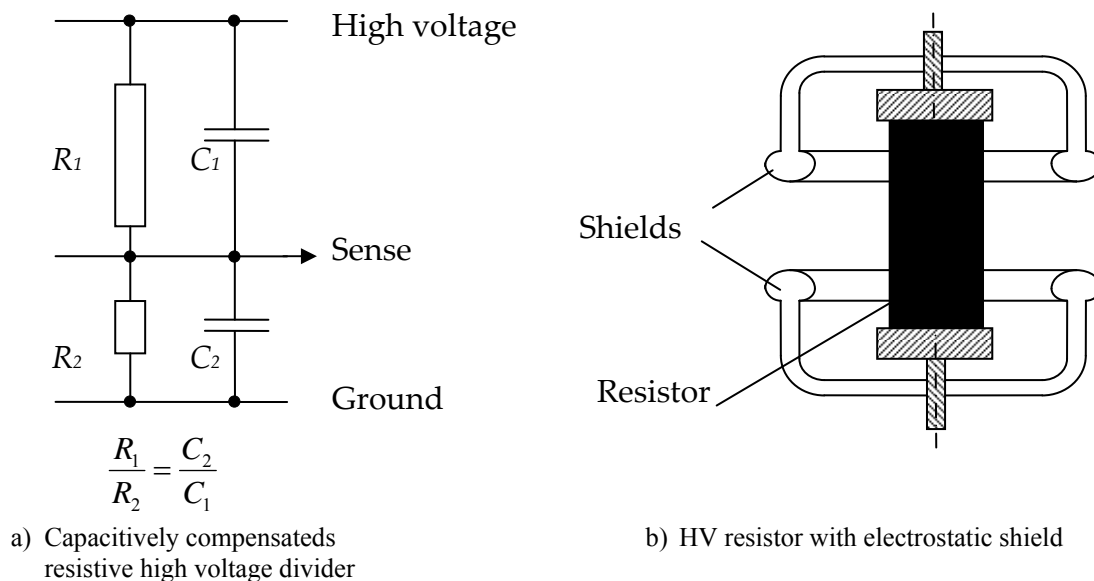 High voltage
R1
C1
Sense
R2
C2
Ground
R1/R2 = C2/C1
a) Capacitively compensateds
resistive high voltage divider
Shields
Resistor
b) HV resistor with electrostatic shield